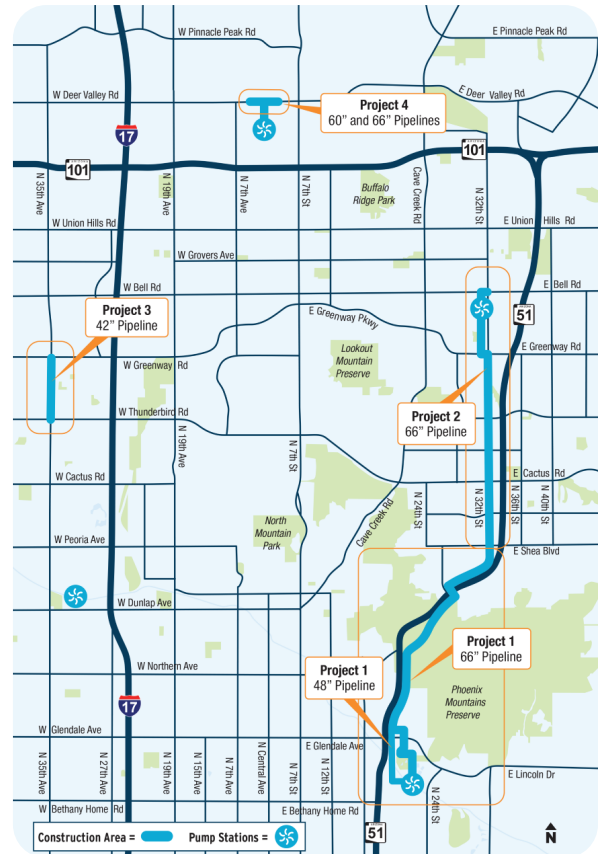 W Pinnacle Peak Rd
E Pinnacle Peak Rd
W Deer Valley Rd
E Deer Valley Rd
Project 4
60” and 66” Pipelines
17
101
101
N 35th Ave
N 19th Ave
N 7th Ave
N 7th St
Buffalo
Ridge Park
Cave Creek Rd
N 32th St
W Union Hills Rd
E Union Hills Rd
W Grovers Ave
W Bell Rd
E Bell Rd
Project 3
42” Pipeline
E Greenway Pkwy
51
W Greenway Rd
E Greenway Rd
Lookout
Mountain
Preserve
Project 2
66” Pipeline
W Thunderbird Rd
N 19th Ave
N 7th St
W Cactus Rd
E Cactus Rd
N 24th St
N 32th St
N 36th St
N 40th St
North
Mountain
Park
Cave Creek Rd
W Peoria Ave
E Shea Blvd
W Dunlap Ave
Project 1
66” Pipeline
Project 1
48” Pipeline
W Northern Ave
Phoenix
Mountains
Preserve
17
W Glendale Ave
E Glendale Ave
N 35th Ave
N 27th Ave
N 19th Ave
N 15th Ave
N 7th Ave
N Central Ave
N 7th St
N 12th St
E Lincoln Dr
N 24th St
W Bethany Home Rd
E Bethany Home Rd
51
Construction Area =
Pump Stations =
N